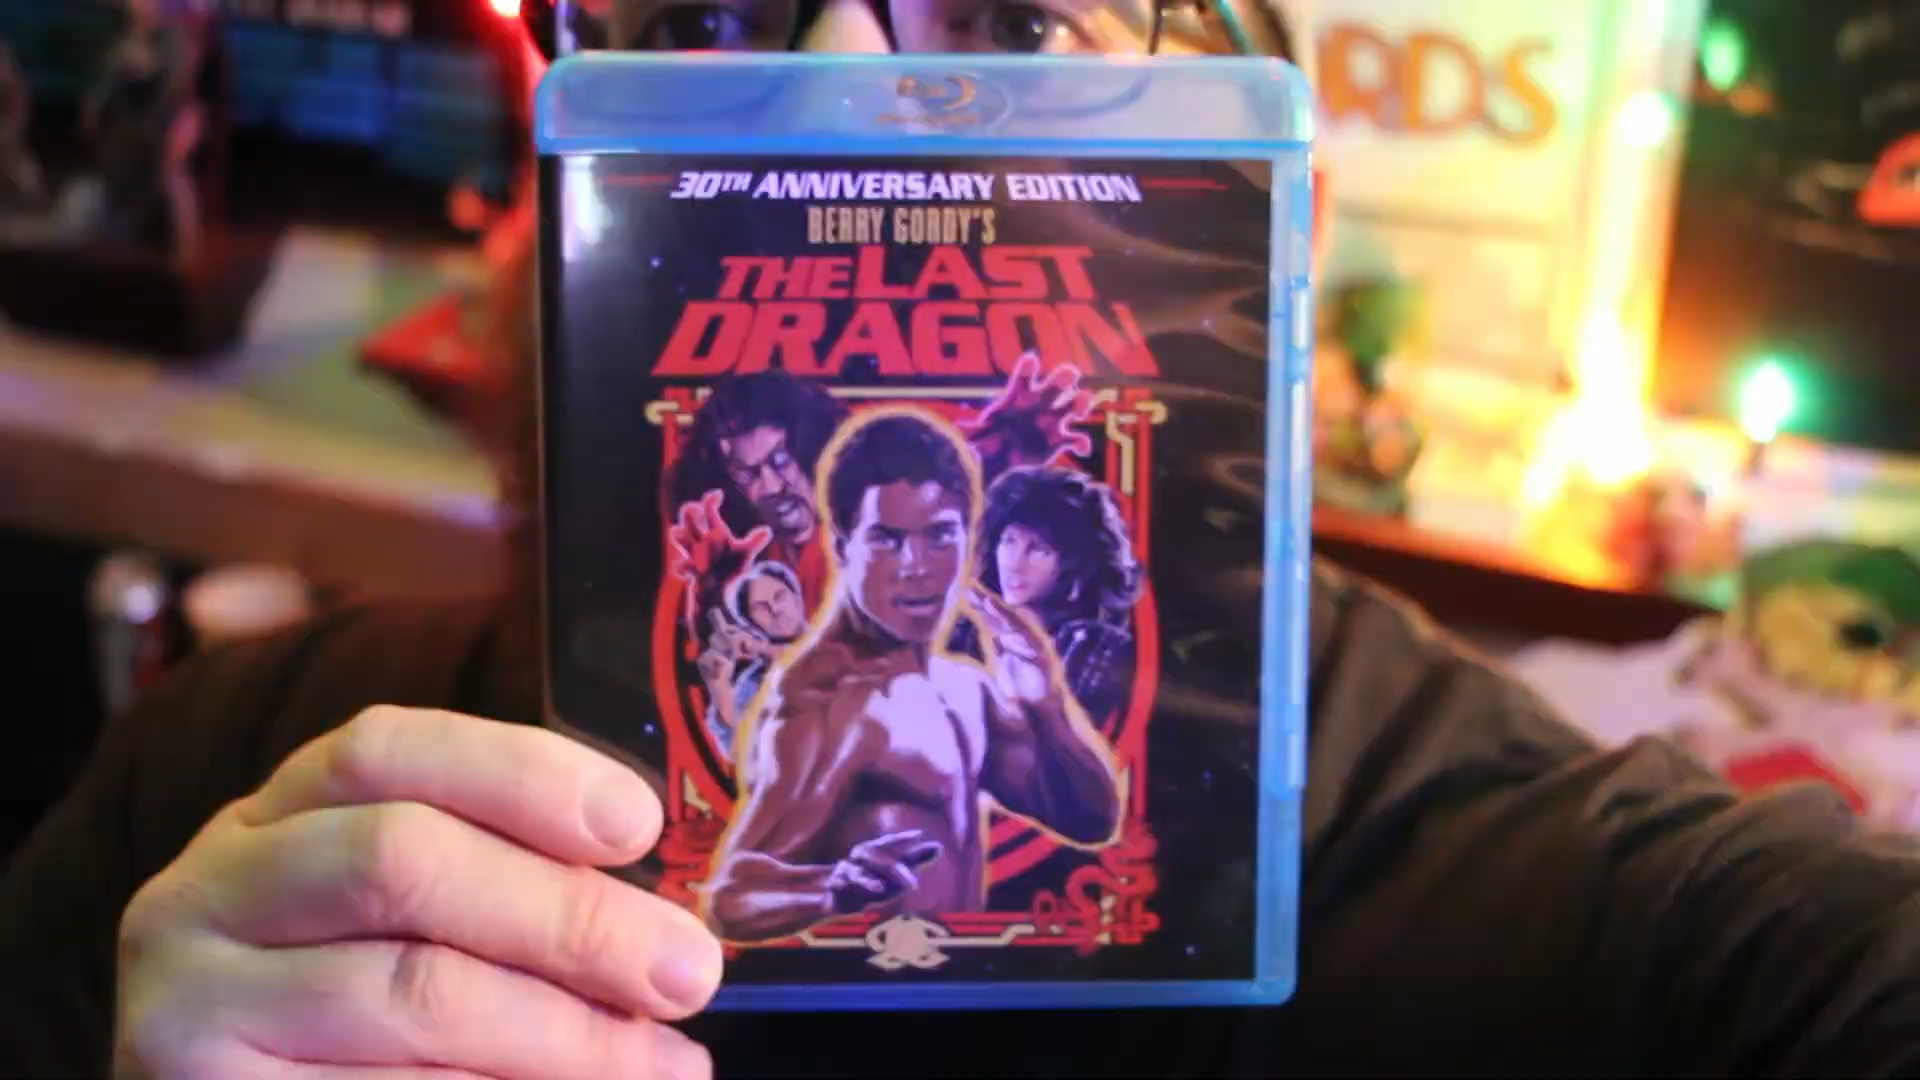 30TH ANNIVERSARY EDITION
BERRY GORDY'S
THE LAST
DRAGON